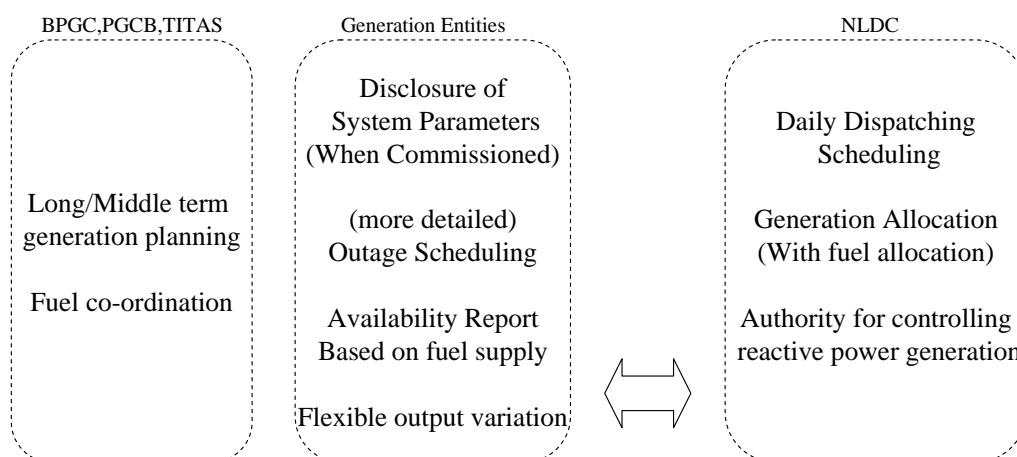 BPGC,PGCB,TITAS
Long/Middle term
generation planning
Fuel co-ordination
Generation Entities
Disclosure of
System Parameters
(When Commissioned)
(more detailed)
Outage Scheduling
Availability Report
Based on fuel supply
Flexible output variation
NLDC
Daily Dispatching
Scheduling
Generation Allocation
(With fuel allocation)
Authority for controlling
reactive power generation